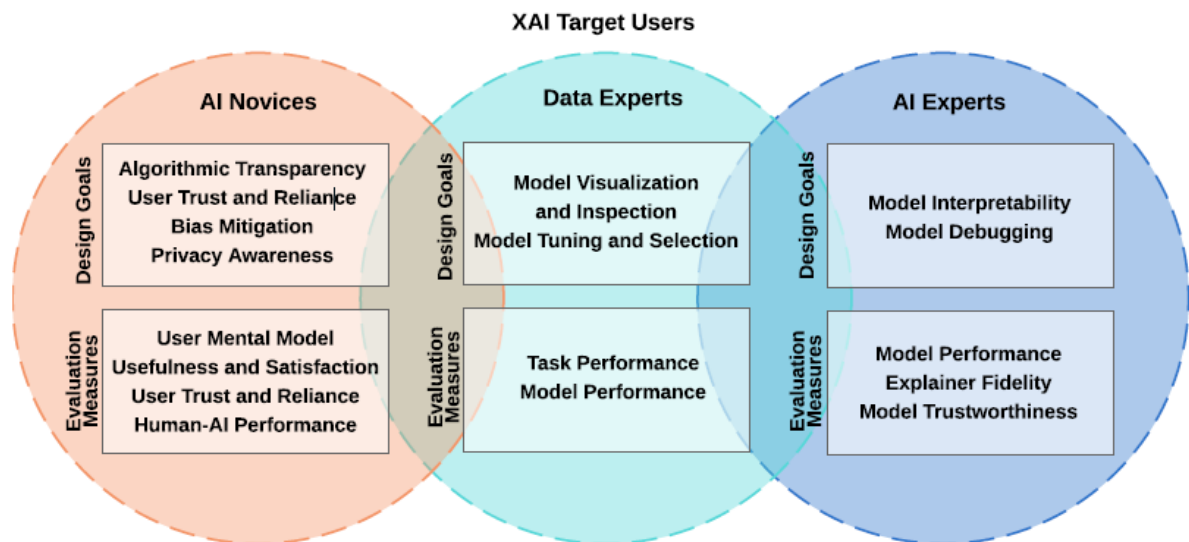 XAI Target Users
AI Novices
Design Goals
Algorithmic Transparency
User Trust and Reliance
Bias Mitigation
Privacy Awareness
Evaluation
Measures
User Mental Model
Usefulness and Satisfaction
User Trust and Reliance
Human-AI Performance
Data Experts
Design Goals
Model Visualization
and Inspection
Model Tuning and Selection
Evaluation
Measures
Task Performance
Model Performance
AI Experts
Design Goals
Model Interpretability
Model Debugging
Evaluation
Measures
Model Performance
Explainer Fidelity
Model Trustworthiness